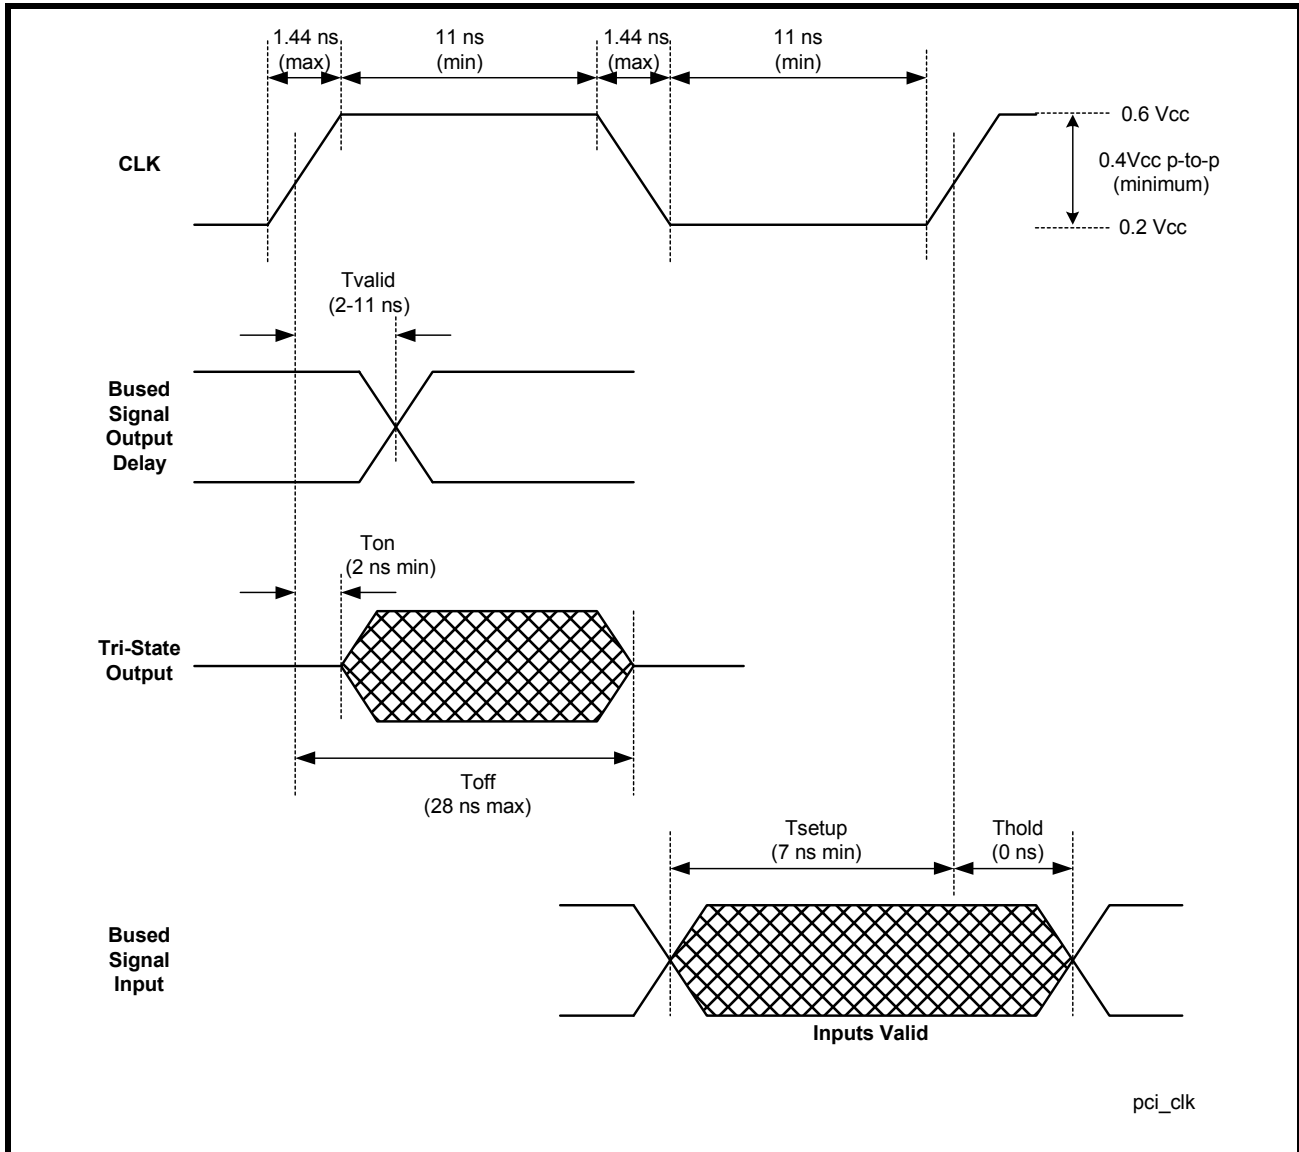 1.44 ns
(max)
11 ns
(min)
1.44 ns
(max)
11 ns
(min)
CLK
0.6 Vcc
0.4Vcc p-to-p
(minimum)
0.2 Vcc
Tvalid
(2-11 ns)
Bused
Signal
Output
Delay
Ton
(2 ns min)
Tri-State
Output
Toff
(28 ns max)
Tsetup
(7 ns min)
Thold
(0 ns)
Bused
Signal
Input
Inputs Valid
pci_clk